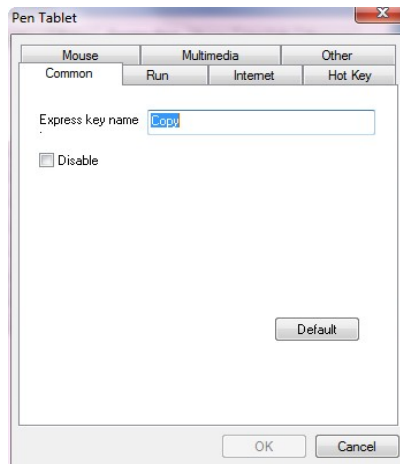 Pen Tablet
Mouse Multimedia Other
Common Run Internet Hot Key
Express key name Copy
:
Disable
Default
OK Cancel